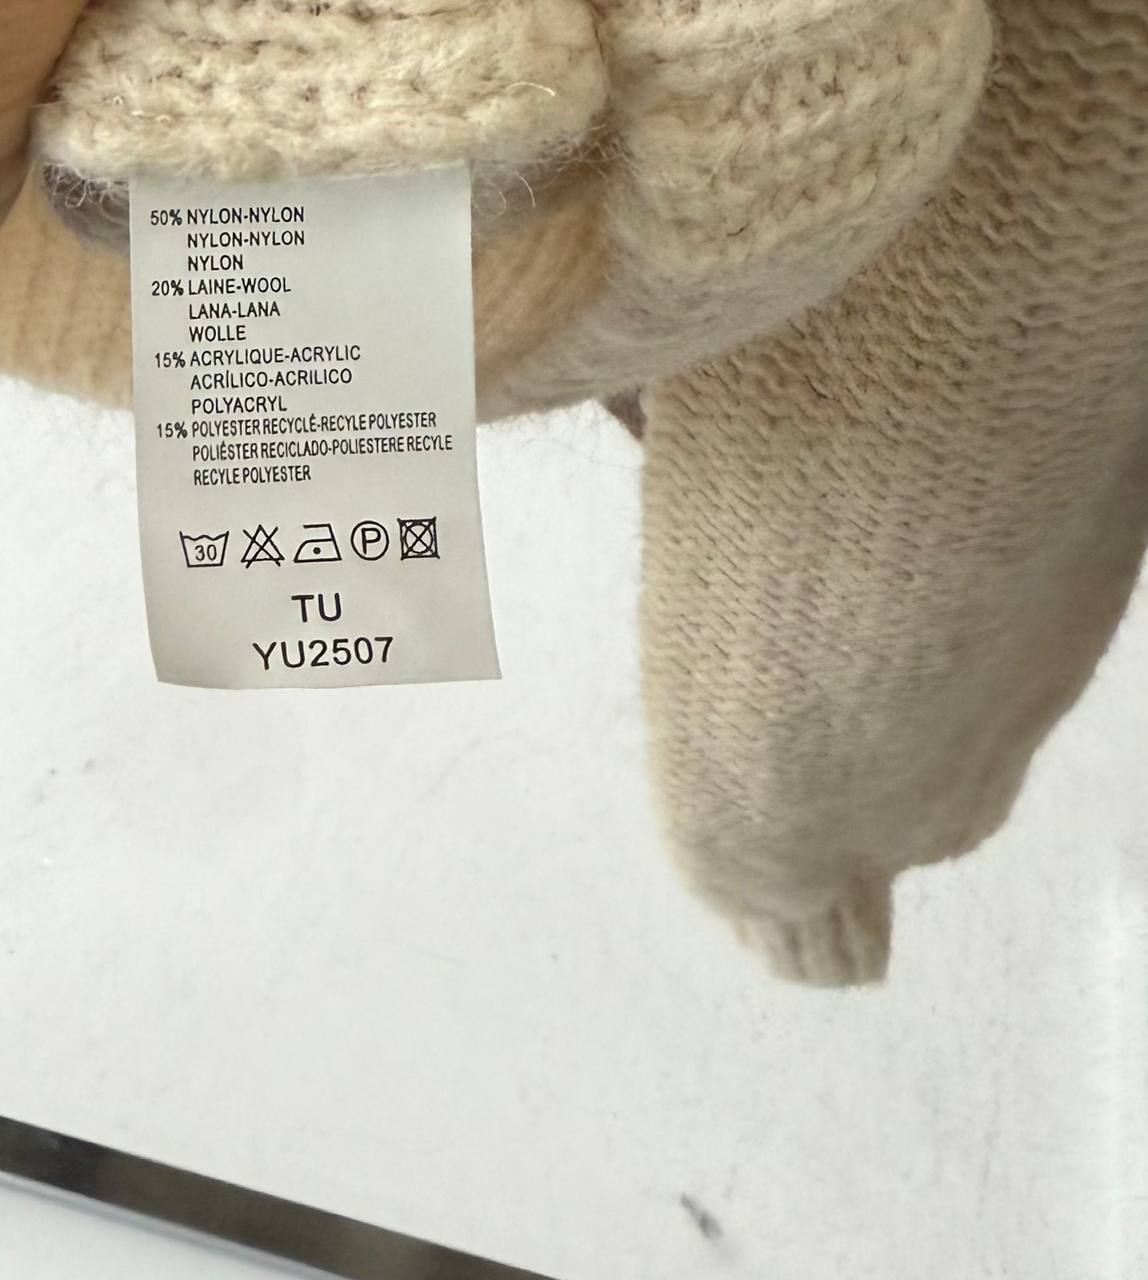 50% NYLON-NYLON
NYLON-NYLON
NYLON
20% LAINE-WOOL
LANA-LANA
WOLLE
15% ACRYLIQUE-ACRYLIC
ACRÍLICO-ACRILICO
POLYACRYL
15% POLYESTER RECYCLÉ-RECYLE POLYESTER
POLIÉSTER RECICLADO-POLIESTERE RECYLE
RECYLE POLYESTER
30 P
TU
YU2507